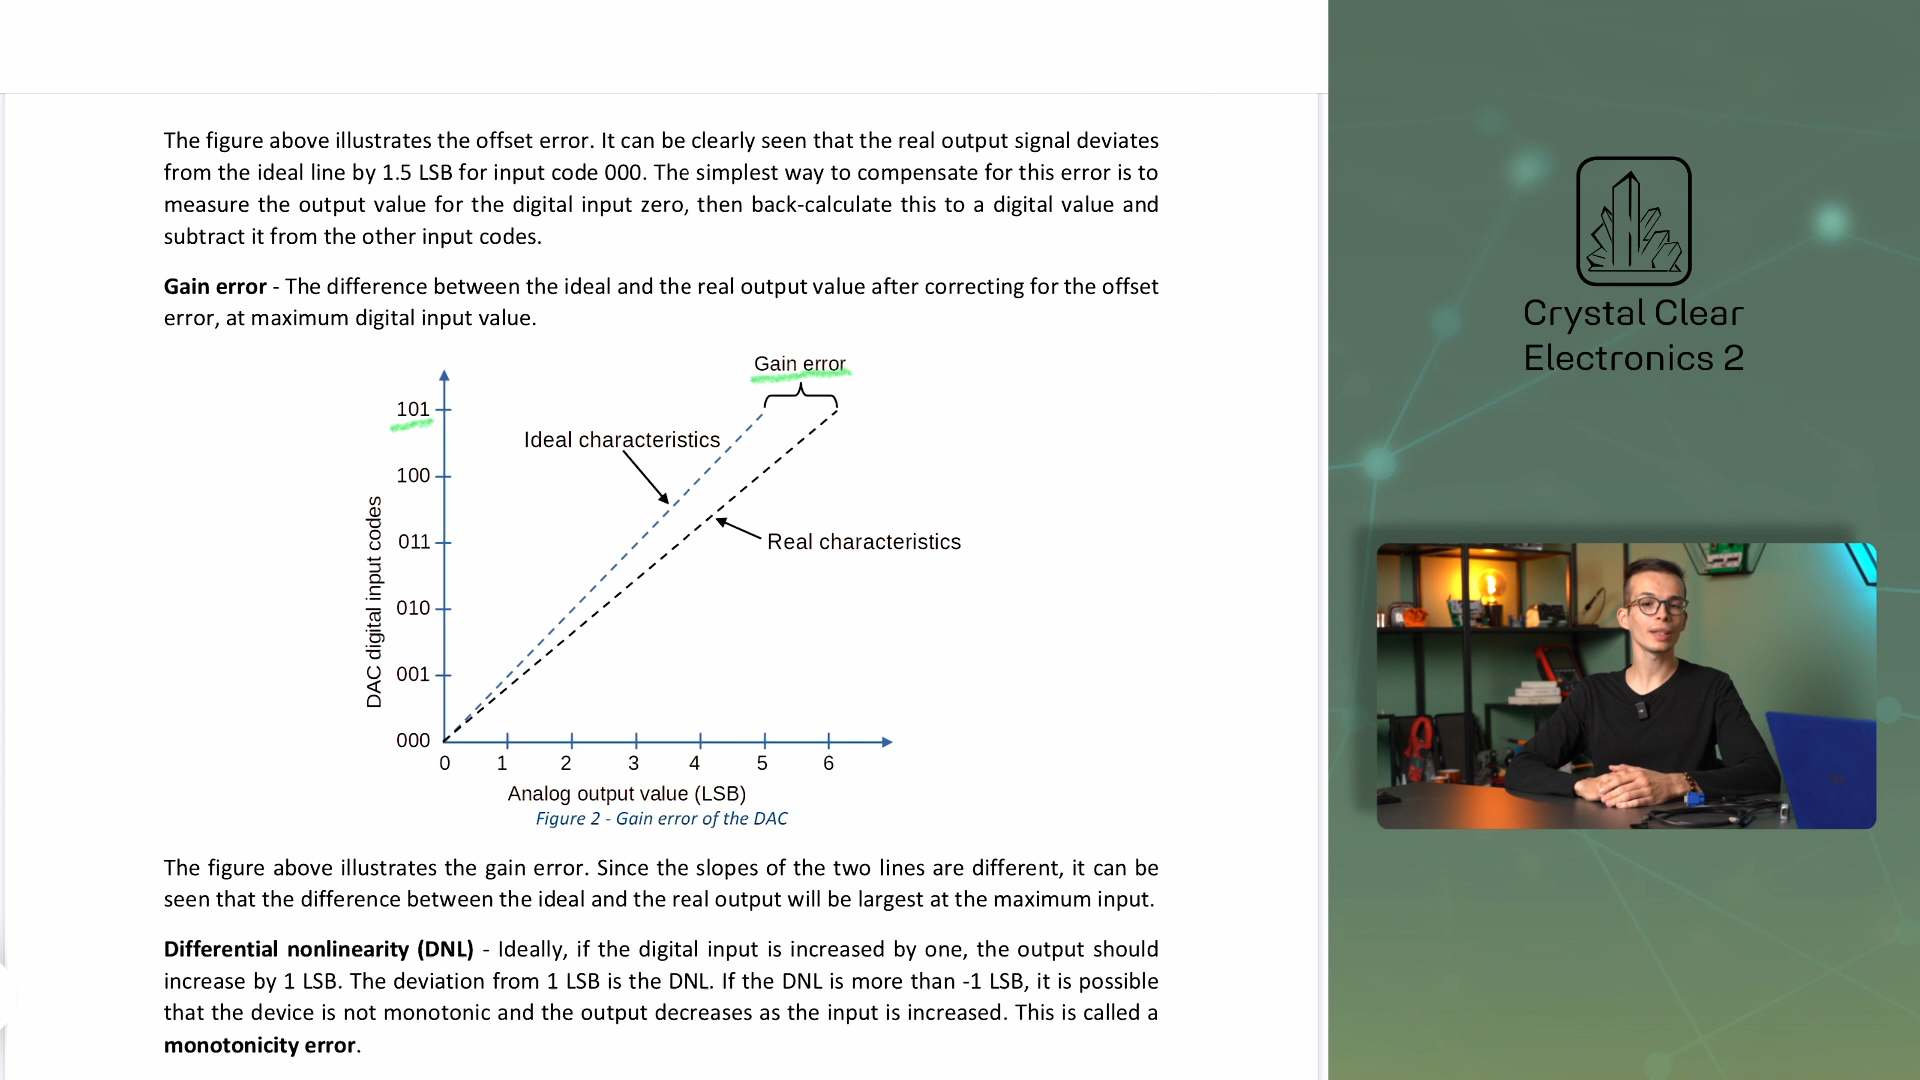 The figure above illustrates the offset error. It can be clearly seen that the real output signal deviates
from the ideal line by 1.5 LSB for input code 000. The simplest way to compensate for this error is to
measure the output value for the digital input zero, then back-calculate this to a digital value and
subtract it from the other input codes.
Gain error - The difference between the ideal and the real output value after correcting for the offset
error, at maximum digital input value.
Gain error
101
Ideal characteristics
100
011
Real characteristics
010
001
000
DAC digital input codes
0 1 2 3 4 5 6
Analog output value (LSB)
Figure 2 - Gain error of the DAC
The figure above illustrates the gain error. Since the slopes of the two lines are different, it can be
seen that the difference between the ideal and the real output will be largest at the maximum input.
Differential nonlinearity (DNL) - Ideally, if the digital input is increased by one, the output should
increase by 1 LSB. The deviation from 1 LSB is the DNL. If the DNL is more than -1 LSB, it is possible
that the device is not monotonic and the output decreases as the input is increased. This is called a
monotonicity error.
Crystal Clear
Electronics 2